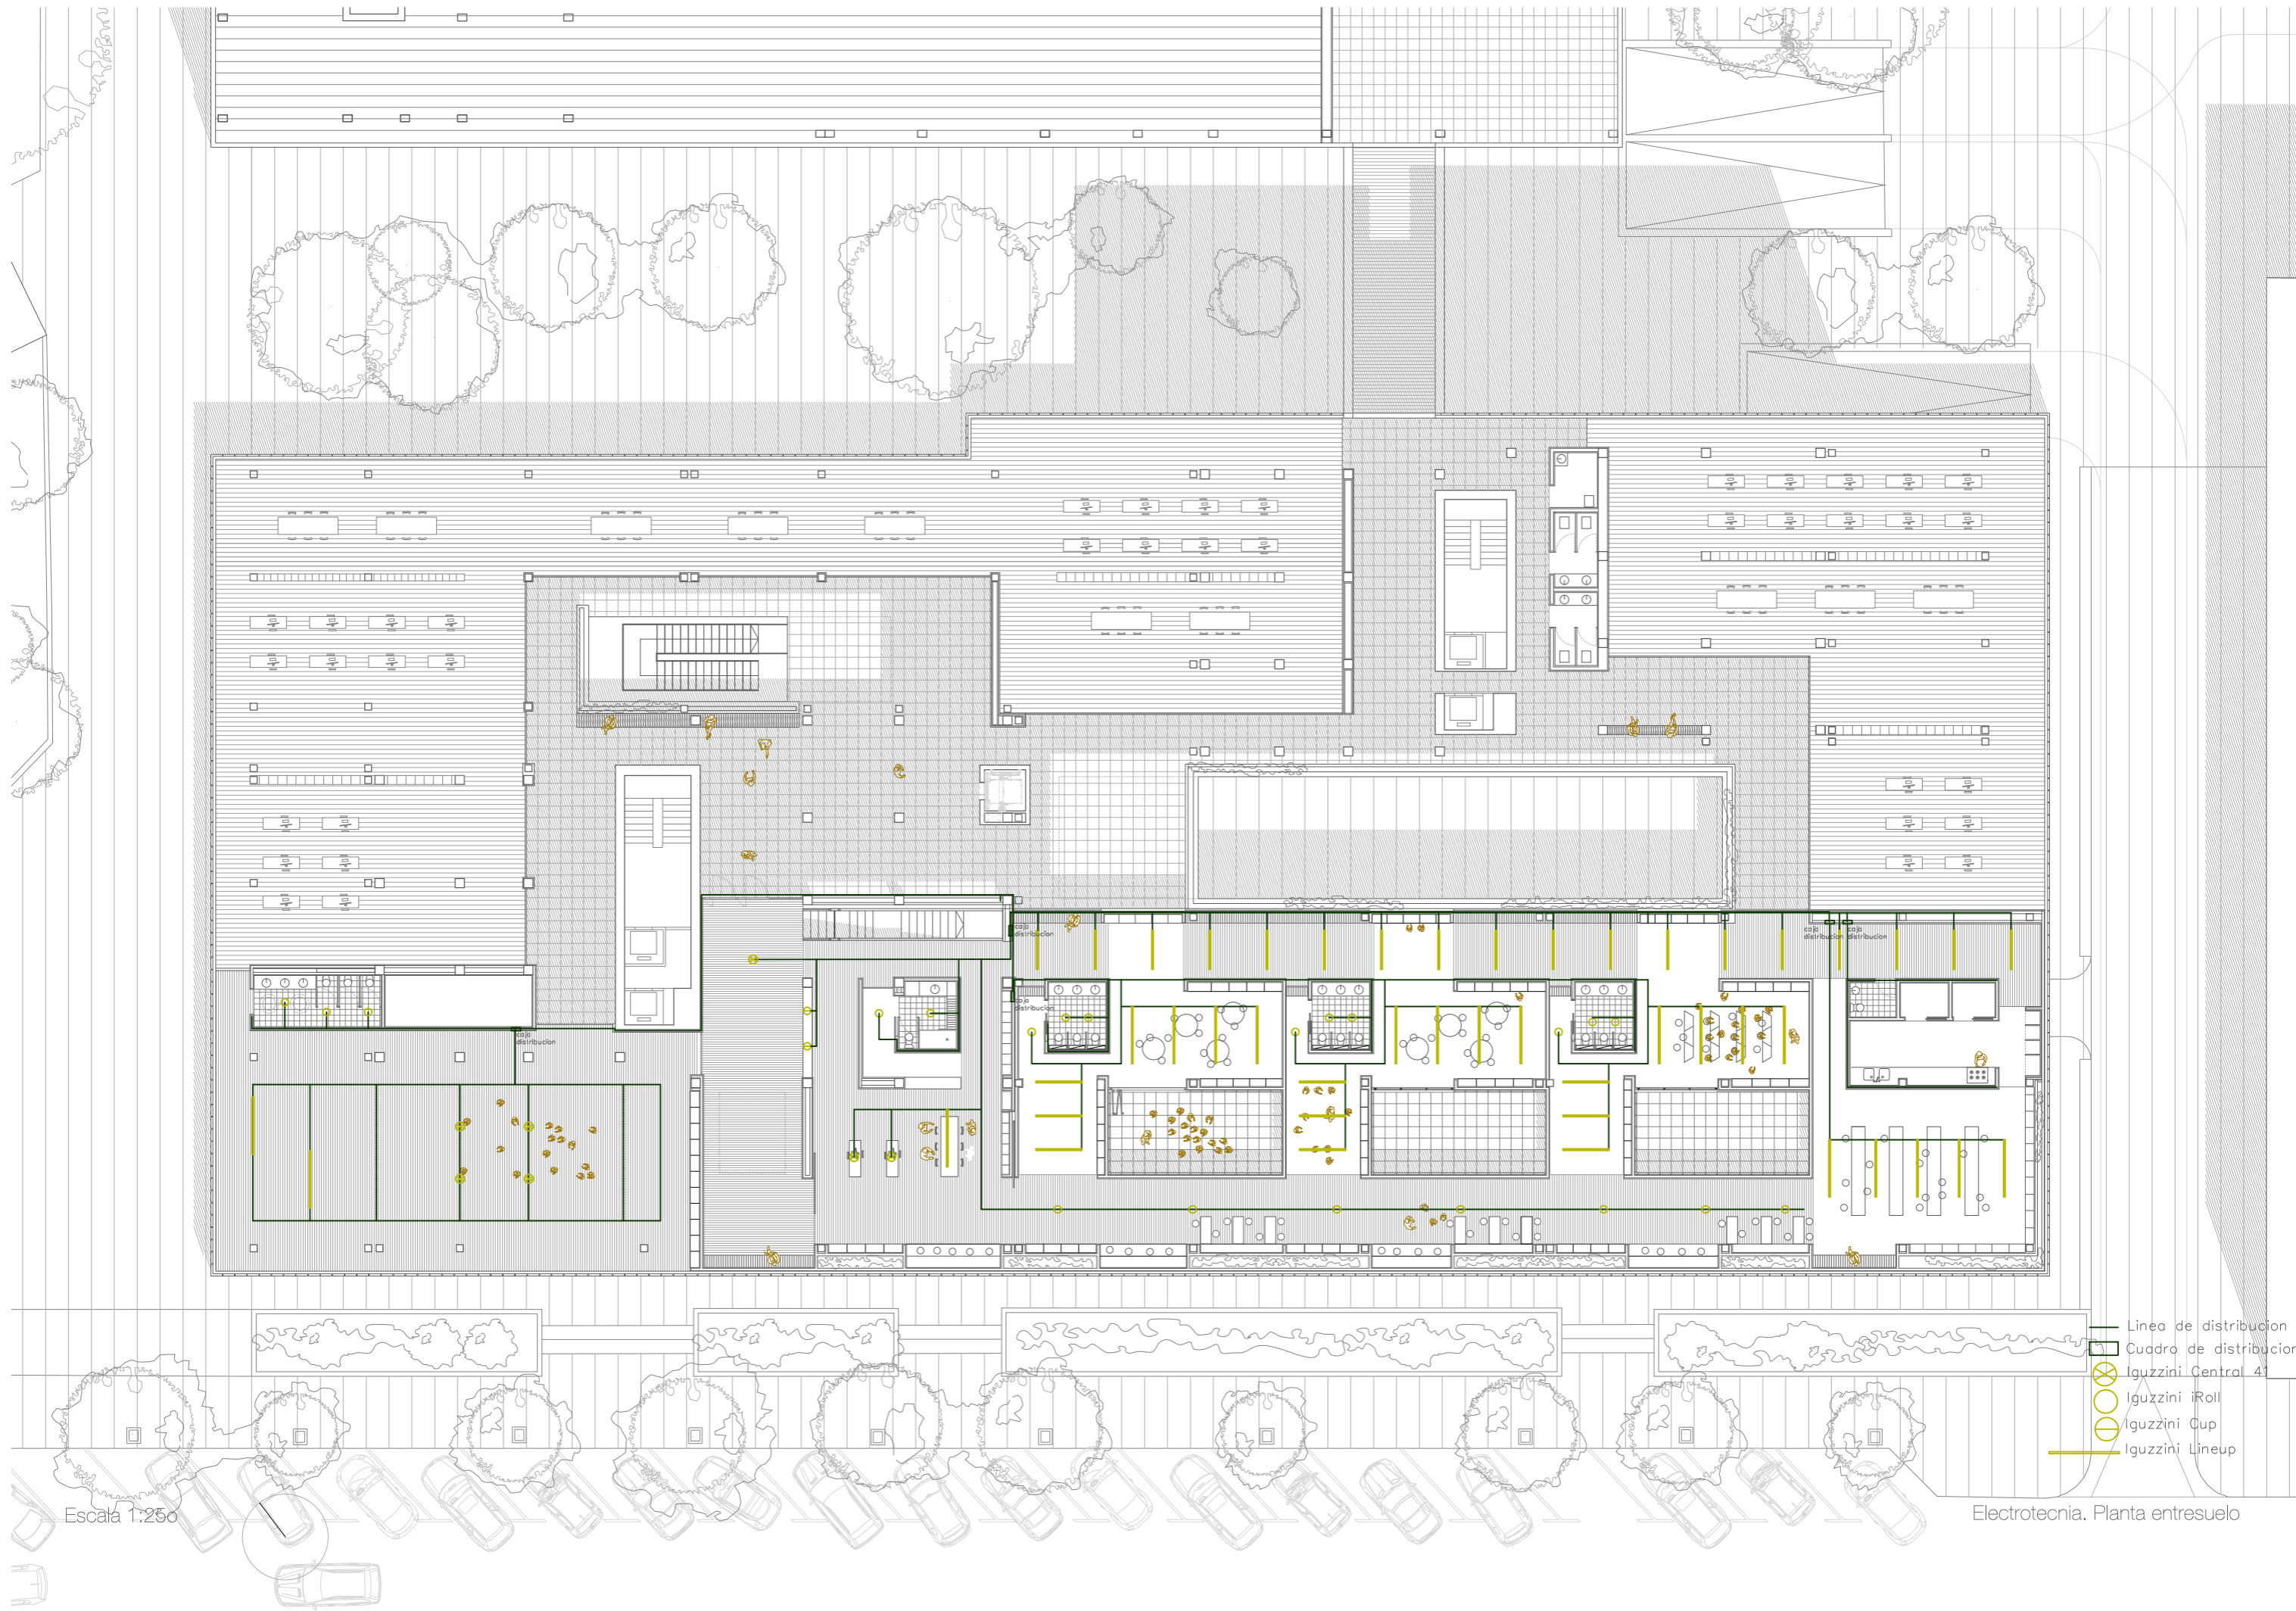 caja
distribucion
caja
distribucion
caja
distribucion
caja
distribucion
caja
distribucion
Linea de distribucion
Cuadro de distribucion
Iguzzini Central 41
Iguzzini iRoll
Iguzzini Cup
Iguzzini Lineup
Escala 1:250
Electrotecnia. Planta entresuelo